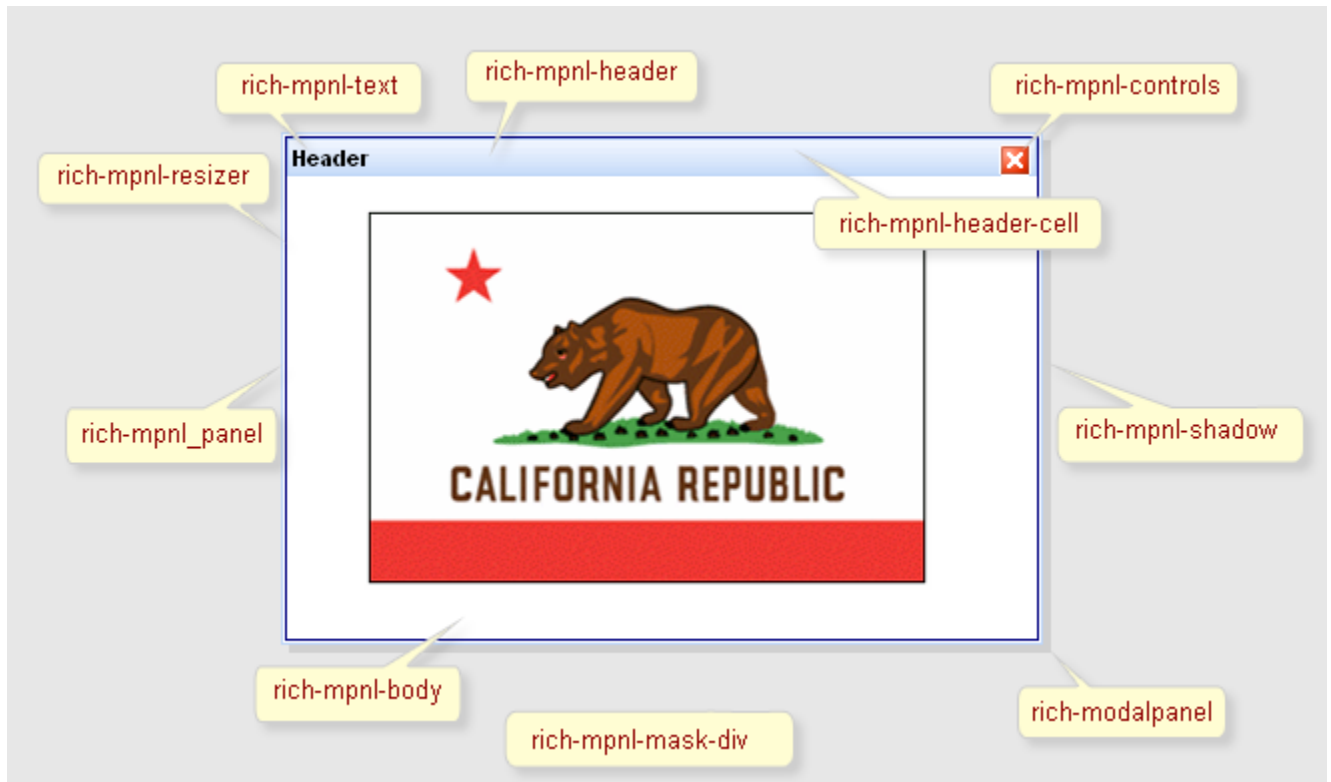 rich-mpnl-header
rich-mpnl-text
rich-mpnl-controls
Header
rich-mpnl-resizer
rich-mpnl-header-cell
rich-mpnl_panel
rich-mpnl-shadow
CALIFORNIA REPUBLIC
rich-mpnl-body
rich-modalpanel
rich-mpnl-mask-div